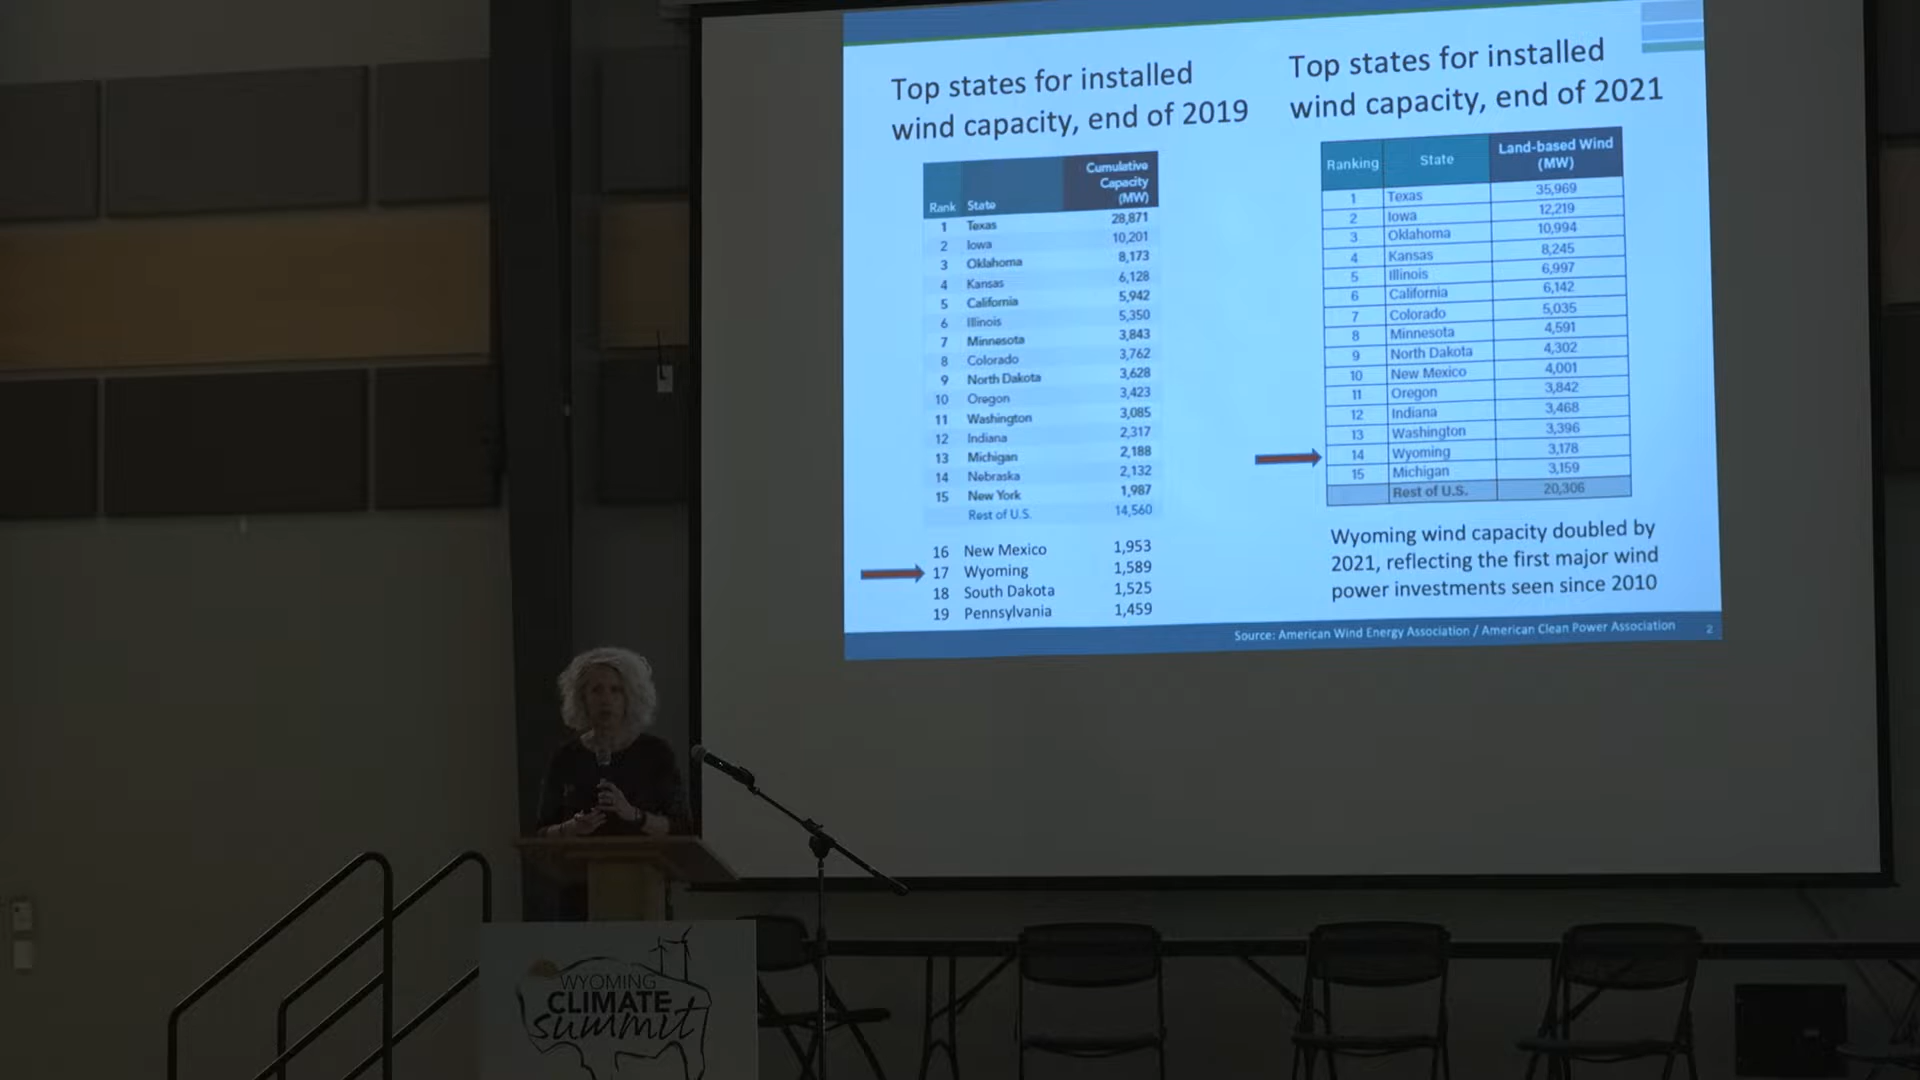 Top states for installed
wind capacity, end of 2019
Cumulative
Capacity
(MW)
Rank State
1 Texas 28,871
2 Iowa 10,201
3 Oklahoma 8,173
4 Kansas 6,128
5 California 5,942
6 Illinois 5,350
7 Minnesota 3,843
8 Colorado 3,762
9 North Dakota 3,628
10 Oregon 3,423
11 Washington 3,085
12 Indiana 2,317
13 Michigan 2,188
14 Nebraska 2,132
15 New York 1,987
Rest of U.S. 14,560
16 New Mexico 1,953
17 Wyoming 1,589
18 South Dakota 1,525
19 Pennsylvania 1,459
Top states for installed
wind capacity, end of 2021
Ranking State Land-based Wind
(MW)
1 Texas 35,969
2 Iowa 12,219
3 Oklahoma 10,994
4 Kansas 8,245
5 Illinois 6,997
6 California 6,142
7 Colorado 5,035
8 Minnesota 4,591
9 North Dakota 4,302
10 New Mexico 4,001
11 Oregon 3,842
12 Indiana 3,468
13 Washington 3,396
14 Wyoming 3,178
15 Michigan 3,159
Rest of U.S. 20,306
Wyoming wind capacity doubled by
2021, reflecting the first major wind
power investments seen since 2010
Source: American Wind Energy Association / American Clean Power Association 2
WYOMING
CLIMATE
summit